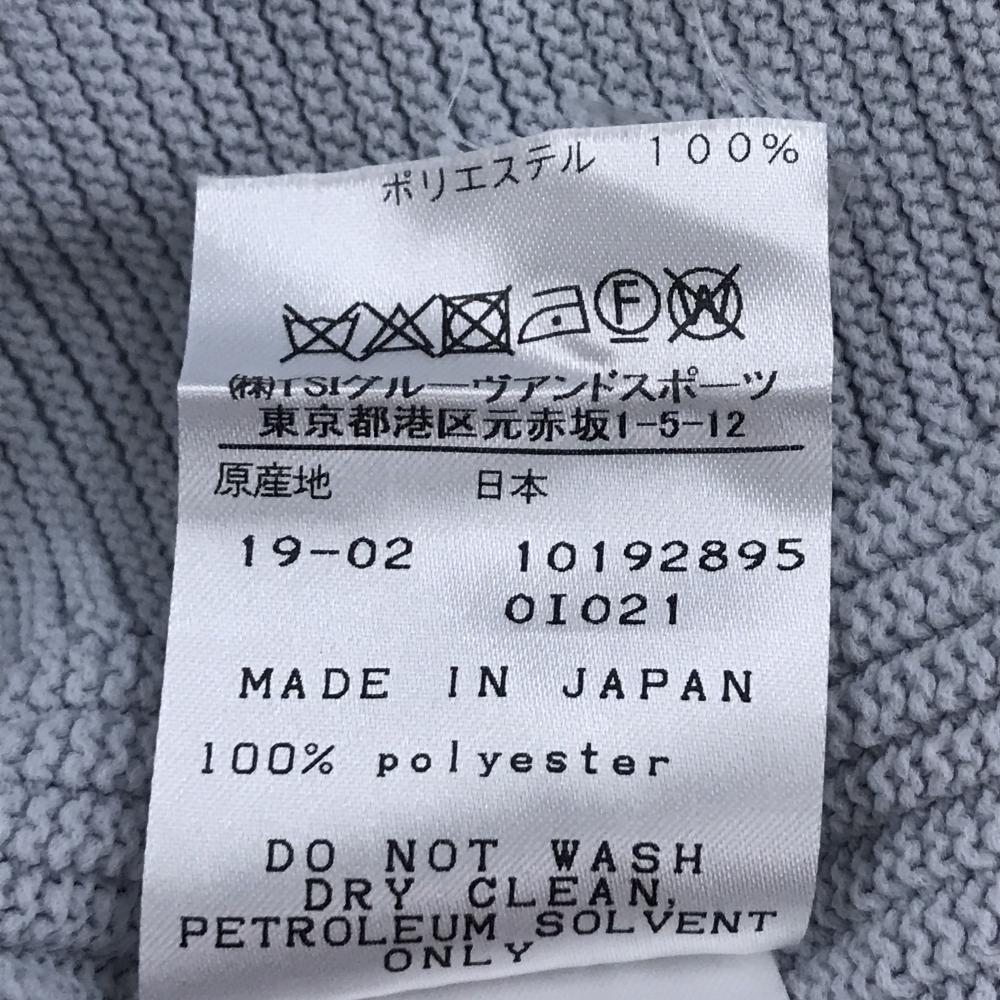 ポリエステル 100%
F W
(株)TSIグルーヴアンドスポーツ
東京都港区元赤坂1-5-12
原産地 日本
19-02 10192895
0I021
MADE IN JAPAN
100% polyester
DO NOT WASH
DRY CLEAN,
PETROLEUM SOLVENT
ONLY